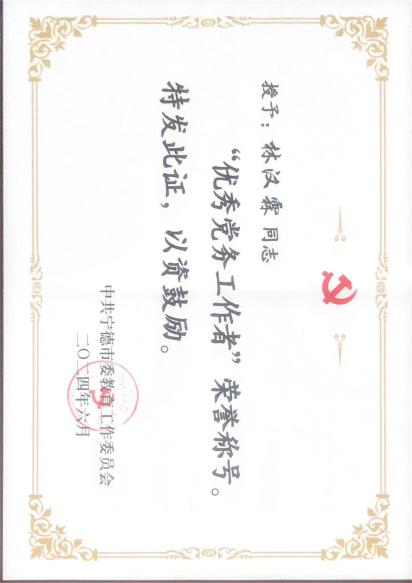 授予：林汉霖 同志
“优秀党务工作者”荣誉称号。
特发此证，以资鼓励。
中共宁德市委教育工作委员会
二〇二四年六月